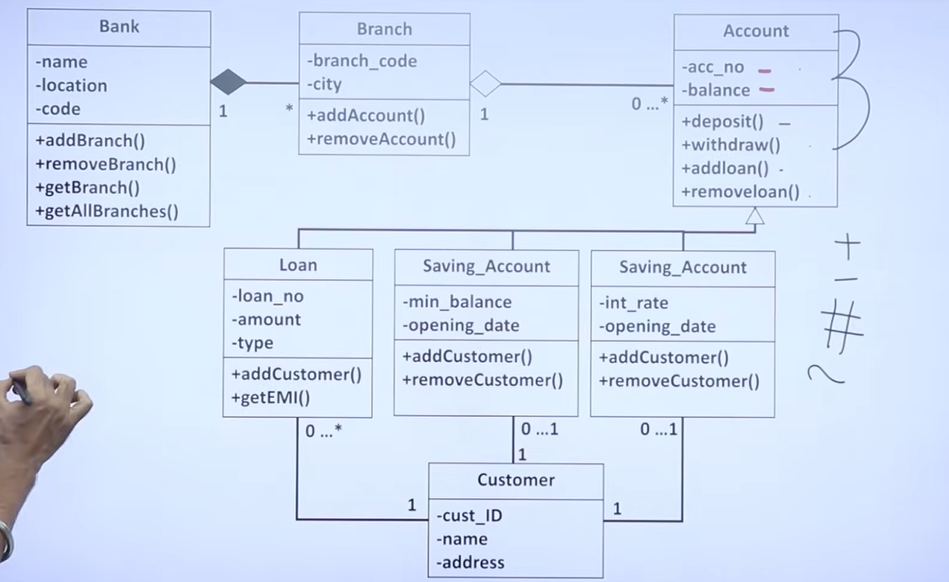 Bank
-name
-location
-code
+addBranch()
+removeBranch()
+getBranch()
+getAllBranches()
1
*
Branch
-branch_code
-city
+addAccount()
+removeAccount()
1
0 ...*
Account
-acc_no
-balance
+deposit()
+withdraw()
+addloan()
+removeloan()
+
-
#
~
Loan
-loan_no
-amount
-type
+addCustomer()
+getEMI()
0 ...*
Saving_Account
-min_balance
-opening_date
+addCustomer()
+removeCustomer()
0 ...1
1
Saving_Account
-int_rate
-opening_date
+addCustomer()
+removeCustomer()
0 ...1
1
1
Customer
-cust_ID
-name
-address